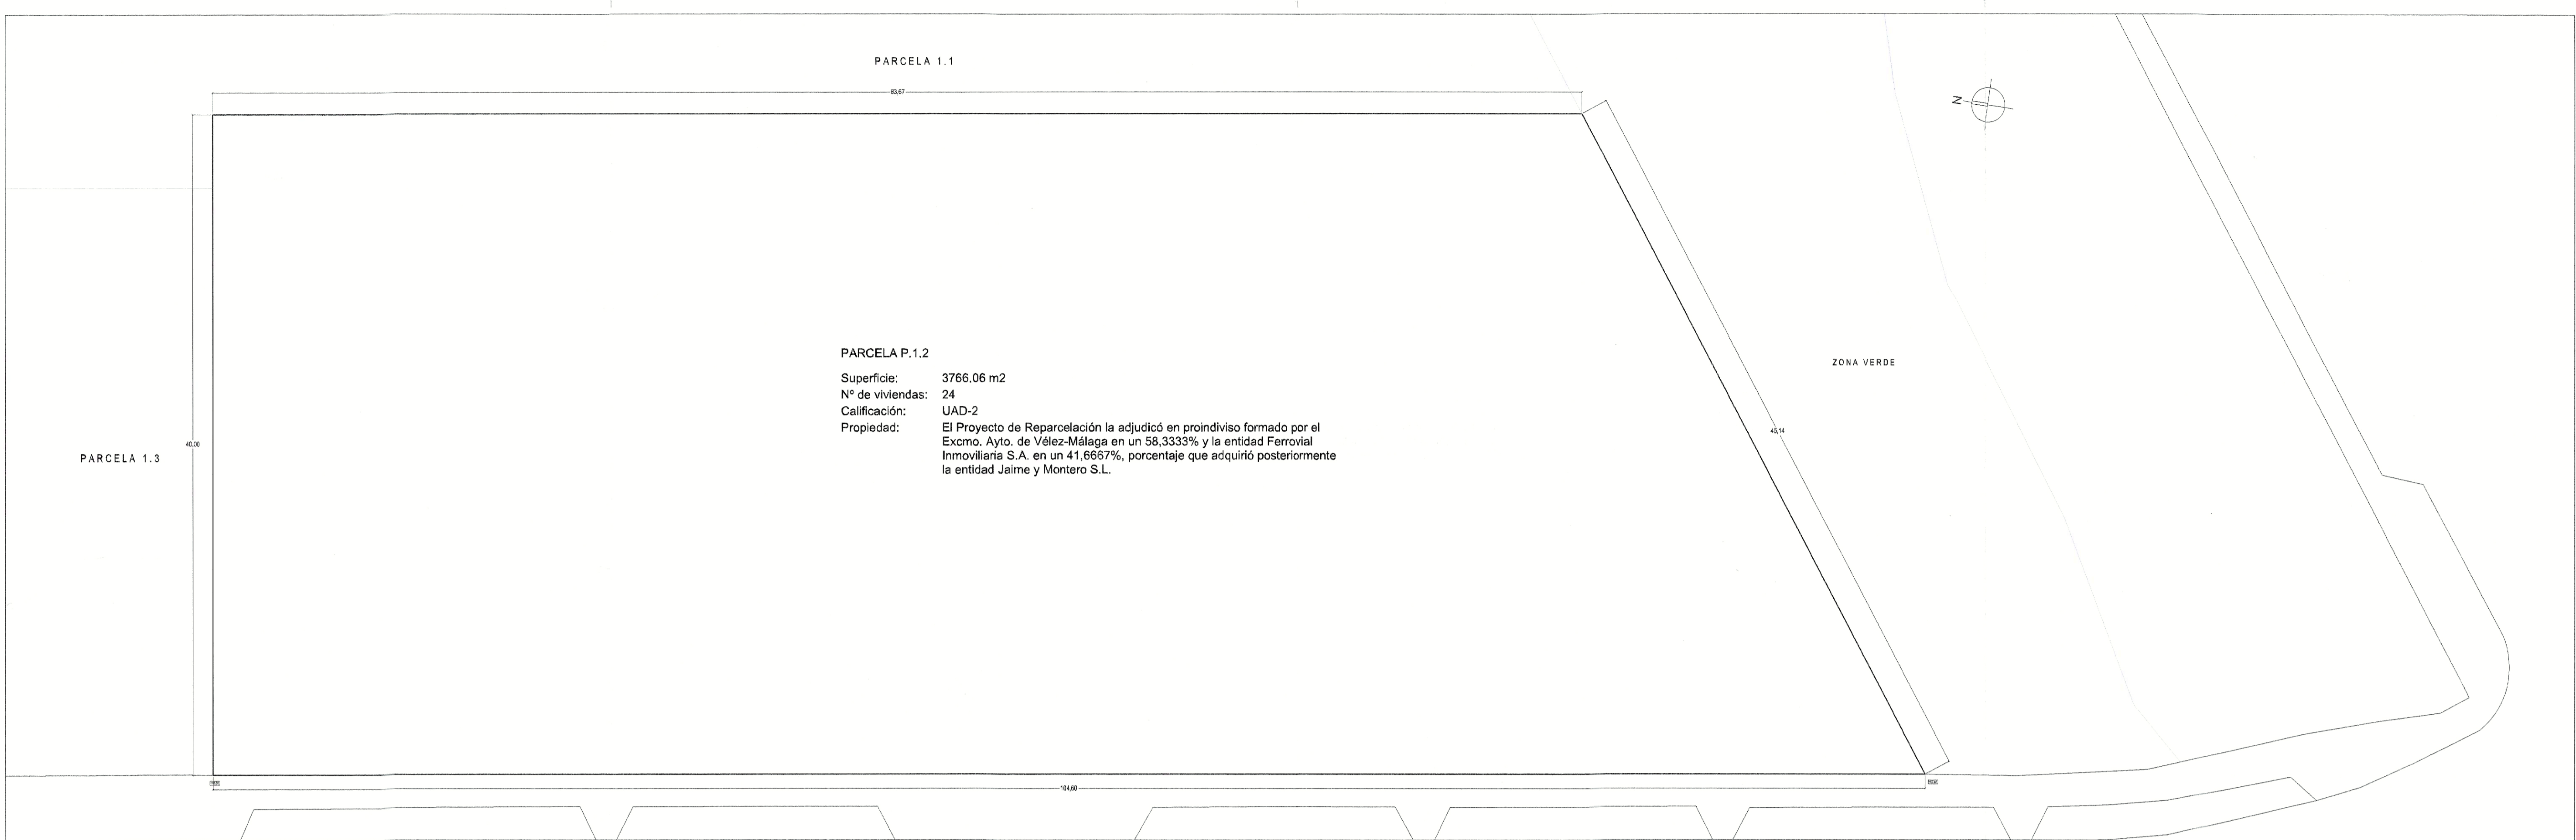 PARCELA 1.1
83,67
N
PARCELA P.1.2
Superficie: 3766,06 m2
Nº de viviendas: 24
Calificación: UAD-2
Propiedad: El Proyecto de Reparcelación la adjudicó en proindiviso formado por el
Excmo. Ayto. de Vélez-Málaga en un 58,3333% y la entidad Ferrovial
Inmoviliaria S.A. en un 41,6667%, porcentaje que adquirió posteriormente
la entidad Jaime y Montero S.L.
ZONA VERDE
45,14
40,00
PARCELA 1.3
104,60